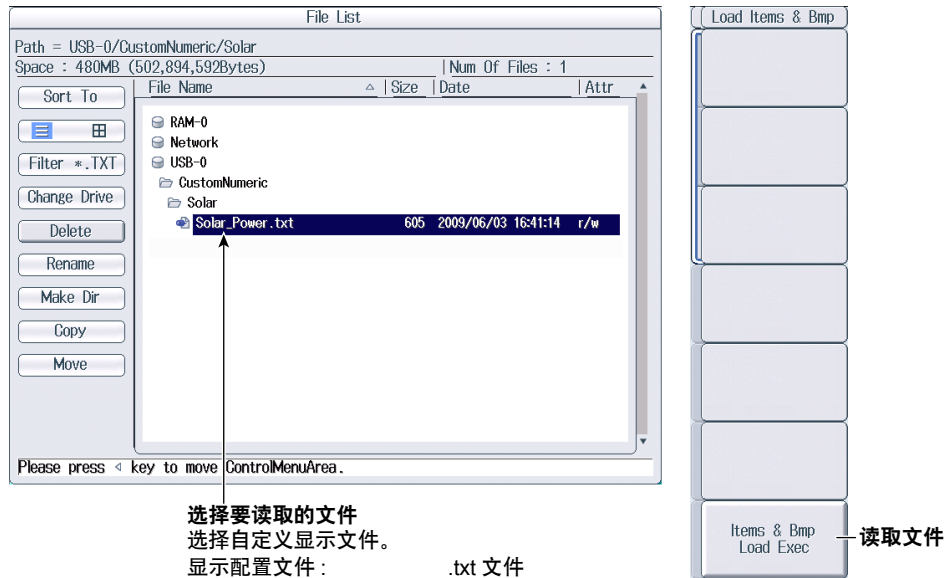 File List
Path = USB-0/CustomNumeric/Solar
Space : 480MB (502,894,592Bytes) Num Of Files : 1
File Name Size Date Attr
Sort To
Filter *.TXT
Change Drive
Delete
Rename
Make Dir
Copy
Move
RAM-0
Network
USB-0
CustomNumeric
Solar
Solar_Power.txt 605 2009/06/03 16:41:14 r/w
Please press ◁ key to move ControlMenuArea.
选择要读取的文件
选择自定义显示文件。
显示配置文件 : .txt 文件
Load Items & Bmp
Items & Bmp
Load Exec
读取文件